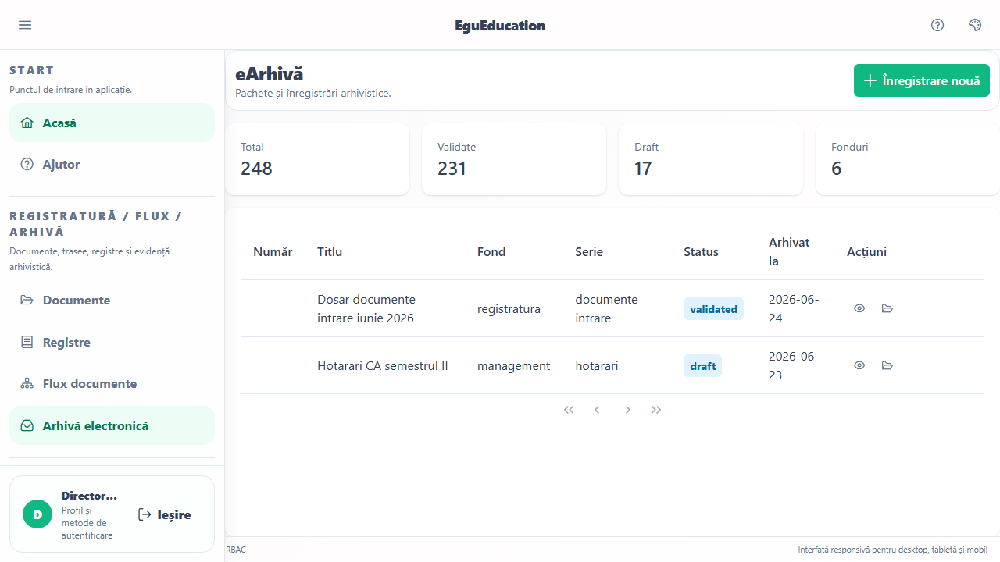 EguEducation
START
Punctul de intrare în aplicație.
Acasă
Ajutor
REGISTRATURĂ / FLUX /
ARHIVĂ
Documente, trasee, registre și evidență
arhivistică.
Documente
Registre
Flux documente
Arhivă electronică
D
Director...
Profil și
metode de
autentificare
Ieșire
eArhivă
Pachete și înregistrări arhivistice.
Înregistrare nouă
Total
248
Validate
231
Draft
17
Fonduri
6
Număr Titlu Fond Serie Status Arhivat la Acțiuni
Dosar documente
intrare iunie 2026
registratura
documente
intrare
validated
2026-06-
24
Hotarari CA semestrul II
management
hotarari
draft
2026-06-
23
RBAC
Interfață responsivă pentru desktop, tabletă și mobil